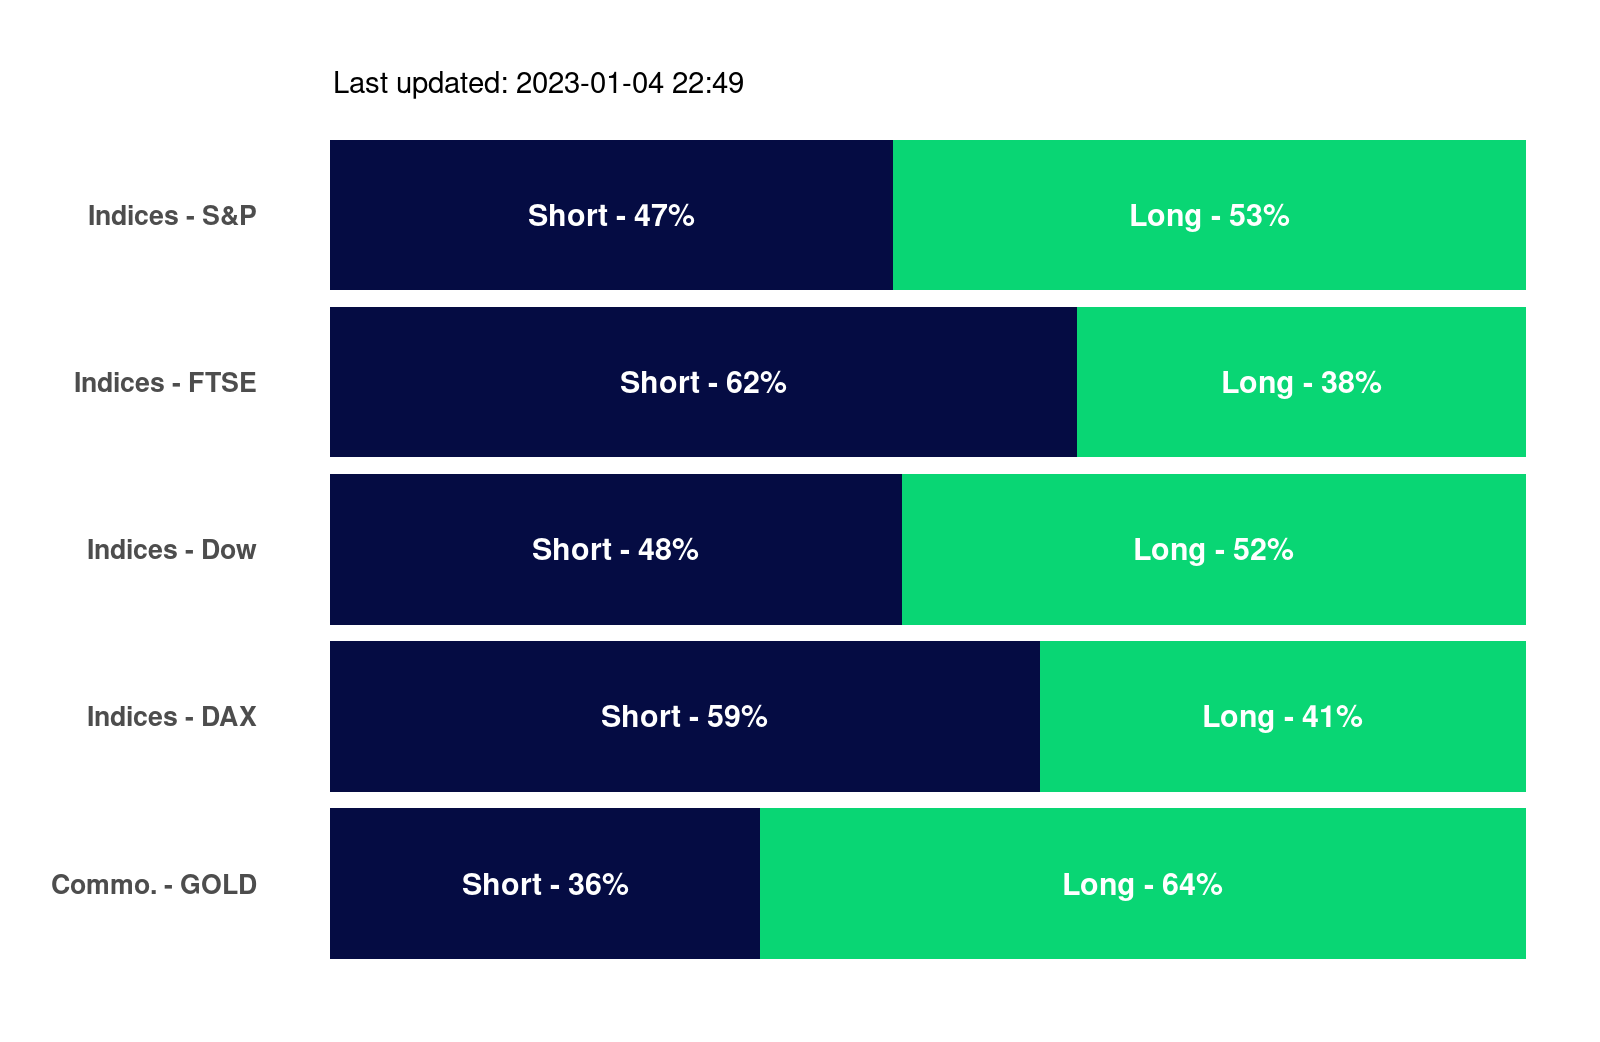 Last updated: 2023-01-04 22:49
Indices - S&P Short - 47% Long - 53%
Indices - FTSE Short - 62% Long - 38%
Indices - Dow Short - 48% Long - 52%
Indices - DAX Short - 59% Long - 41%
Commo. - GOLD Short - 36% Long - 64%